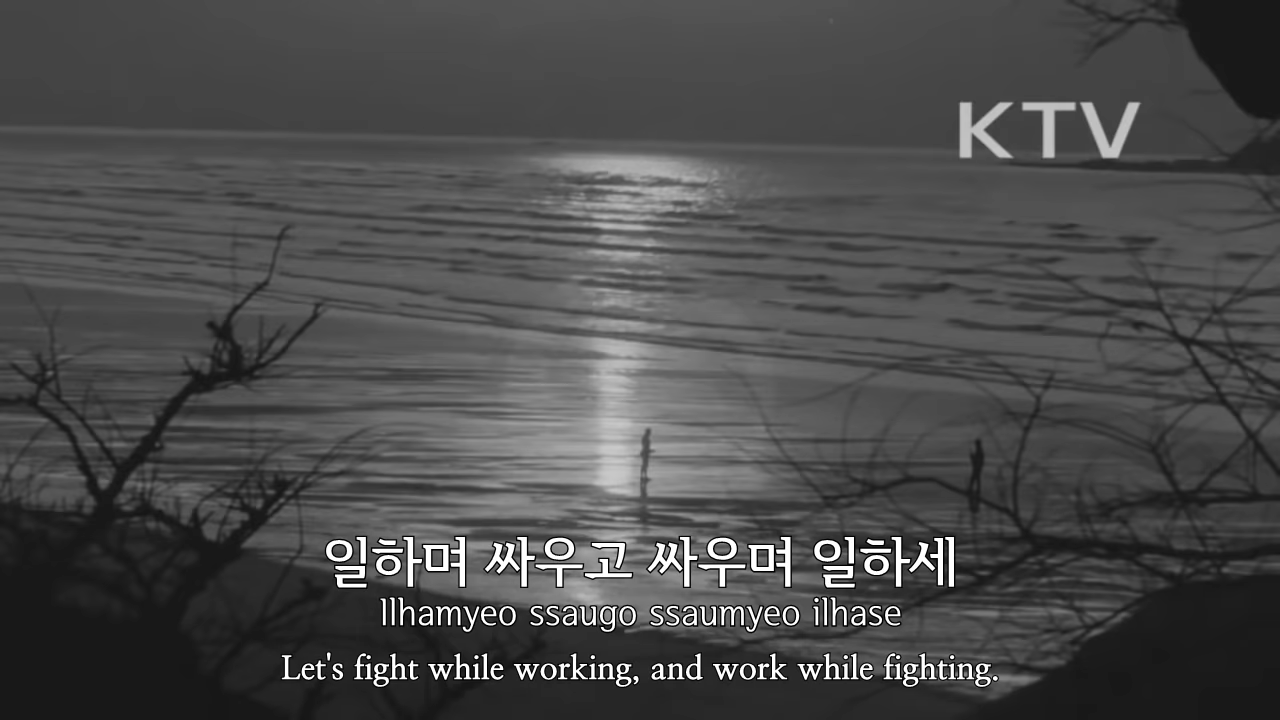 KTV
일하며 싸우고 싸우며 일하세
Ilhamyeo ssaugo ssaumyeo ilhase
Let's fight while working, and work while fighting.